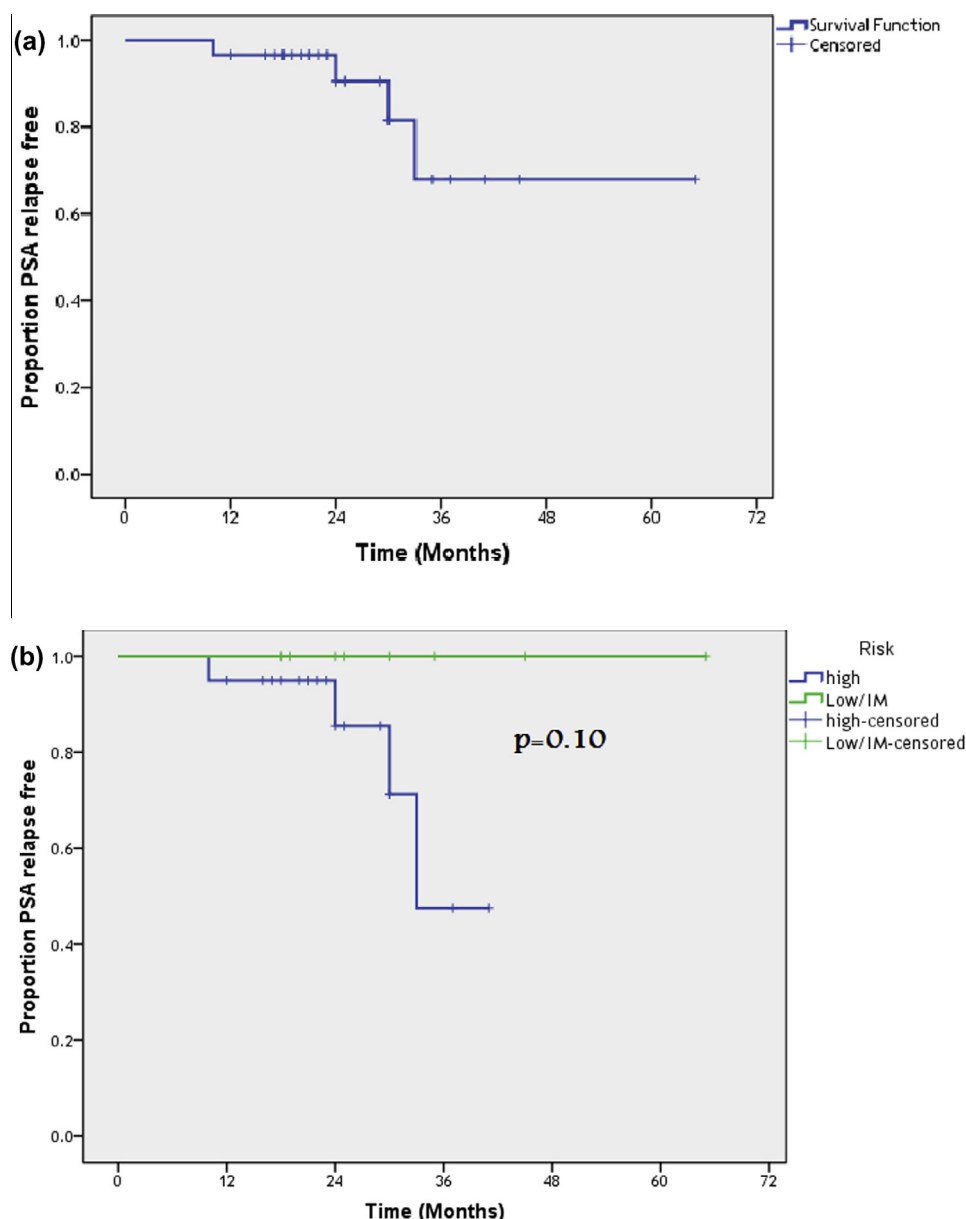 (a)
Survival Function
Censored
Proportion PSA relapse free
1.0
0.8
0.6
0.4
0.2
0.0
0 12 24 36 48 60 72
Time (Months)
(b)
Risk
high
Low/IM
high-censored
Low/IM-censored
p=0.10
Proportion PSA relapse free
1.0
0.8
0.6
0.4
0.2
0.0
0 12 24 36 48 60 72
Time (Months)